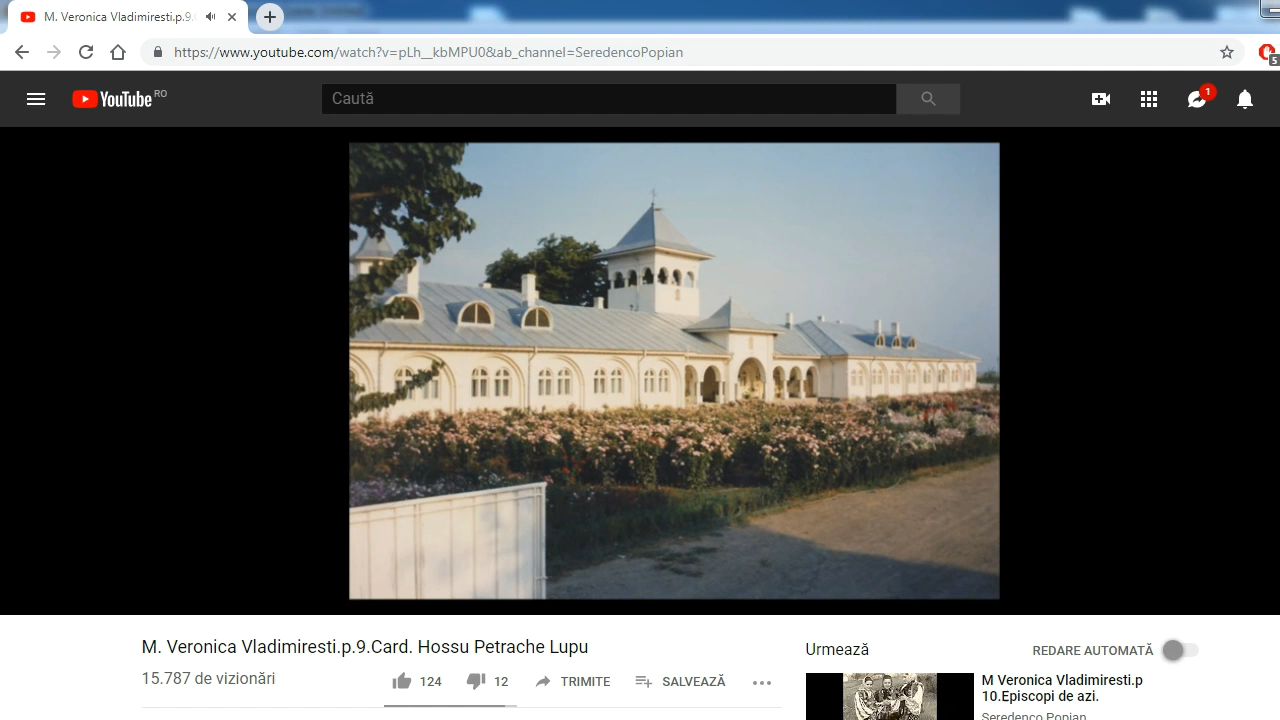 M. Veronica Vladimiresti.p.9.
https://www.youtube.com/watch?v=pLh__kbMPU0&ab_channel=SeredencoPopian
5
YouTube RO
Caută
1
M. Veronica Vladimiresti.p.9.Card. Hossu Petrache Lupu
15.787 de vizionări
124
12
TRIMITE
SALVEAZĂ
Urmează
REDARE AUTOMATĂ
M Veronica Vladimiresti.p
10.Episcopi de azi.
Seredenco Popian